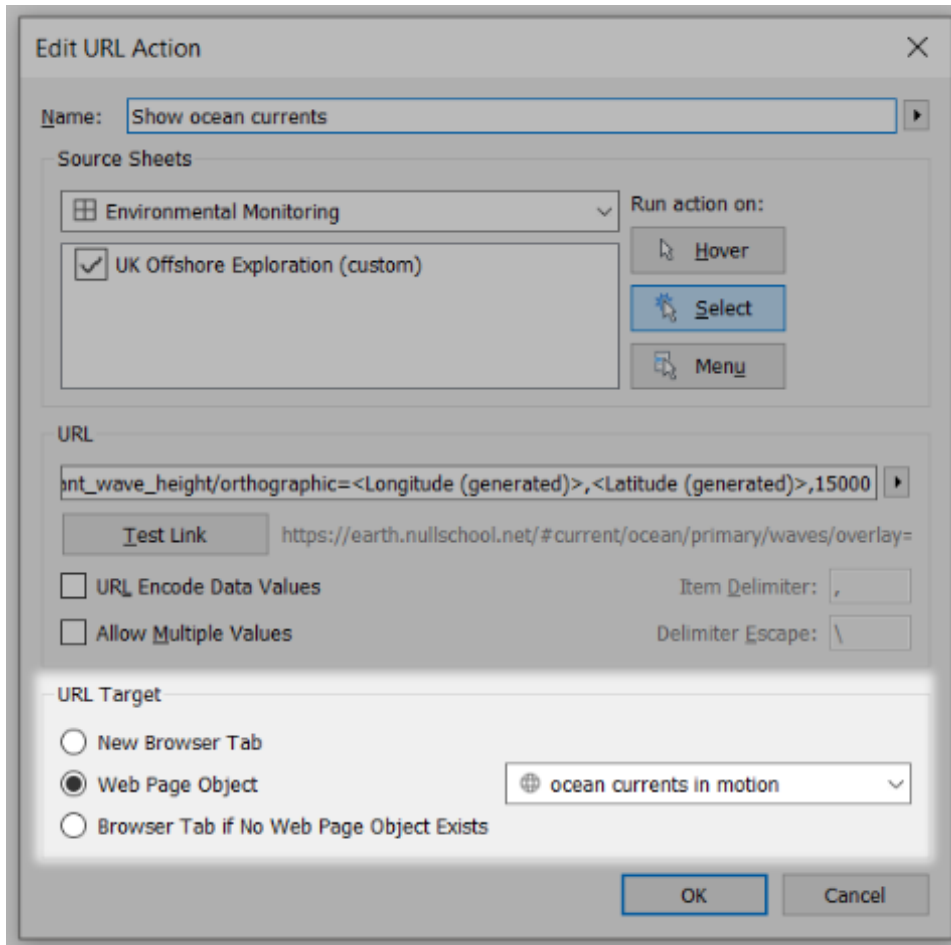 Edit URL Action
Name: Show ocean currents
Source Sheets
Environmental Monitoring
Run action on:
UK Offshore Exploration (custom)
Hover
Select
Menu
URL
ant_wave_height/orthographic=<Longitude (generated)>,<Latitude (generated)>,15000
Test Link https://earth.nullschool.net/#current/ocean/primary/waves/overlay=
URL Encode Data Values Item Delimiter: ,
Allow Multiple Values Delimiter Escape: \
URL Target
New Browser Tab
Web Page Object ocean currents in motion
Browser Tab if No Web Page Object Exists
OK Cancel